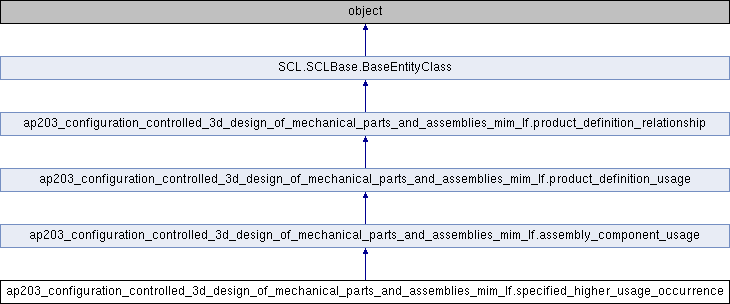 object
SCL.SCLBase.BaseEntityClass
ap203_configuration_controlled_3d_design_of_mechanical_parts_and_assemblies_mim_lf.product_definition_relationship
ap203_configuration_controlled_3d_design_of_mechanical_parts_and_assemblies_mim_lf.product_definition_usage
ap203_configuration_controlled_3d_design_of_mechanical_parts_and_assemblies_mim_lf.assembly_component_usage
ap203_configuration_controlled_3d_design_of_mechanical_parts_and_assemblies_mim_lf.specified_higher_usage_occurrence